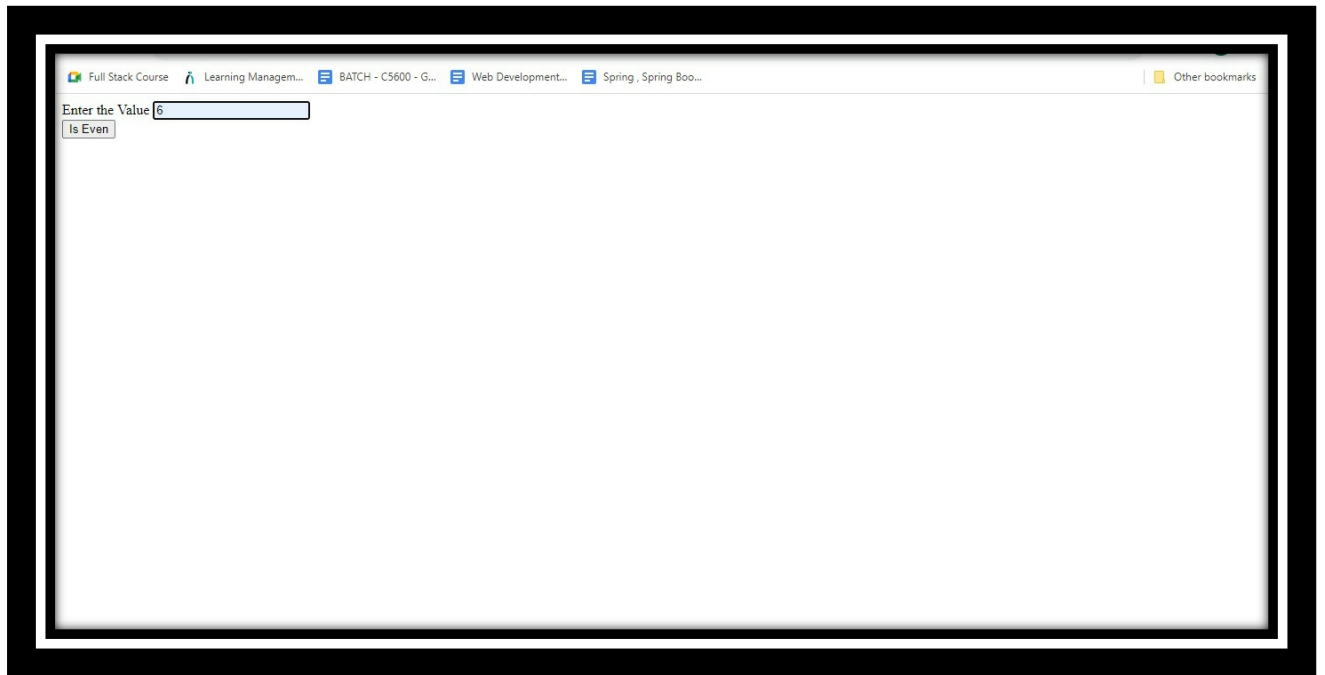 Full Stack Course Learning Managem... BATCH - C5600 - G... Web Development... Spring , Spring Boo... Other bookmarks
Enter the Value 6
Is Even